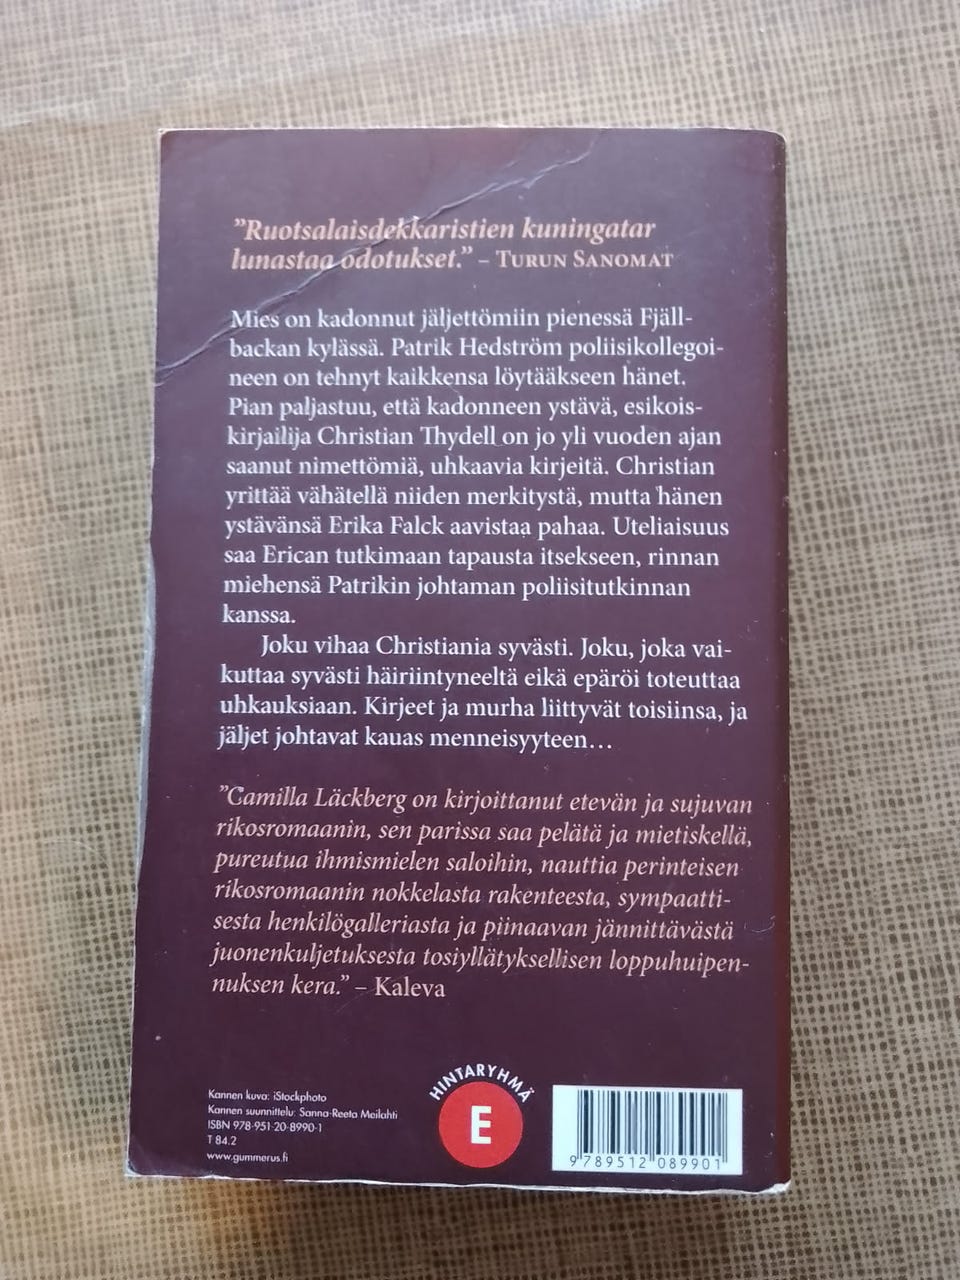 ”Ruotsalaisdekkaristien kuningatar
lunastaa odotukset.” – TURUN SANOMAT
Mies on kadonnut jäljettömiin pienessä Fjäll-
backan kylässä. Patrik Hedström poliisikollegoi-
neen on tehnyt kaikkensa löytääkseen hänet.
Pian paljastuu, että kadonneen ystävä, esikois-
kirjailija Christian Thydell on jo yli vuoden ajan
saanut nimettömiä, uhkaavia kirjeitä. Christian
yrittää vähätellä niiden merkitystä, mutta hänen
ystävänsä Erika Falck aavistaa pahaa. Uteliaisuus
saa Erican tutkimaan tapausta itsekseen, rinnan
miehensä Patrikin johtaman poliisitutkinnan
kanssa.
Joku vihaa Christiania syvästi. Joku, joka vai-
kuttaa syvästi häiriintyneeltä eikä epäröi toteuttaa
uhkauksiaan. Kirjeet ja murha liittyvät toisiinsa, ja
jäljet johtavat kauas menneisyyteen…
”Camilla Läckberg on kirjoittanut etevän ja sujuvan
rikosromaanin, sen parissa saa pelätä ja mietiskellä,
pureutua ihmismielen saloihin, nauttia perinteisen
rikosromaanin nokkelasta rakenteesta, sympaatti-
sesta henkilögalleriasta ja piinaavan jännittävästä
juonenkuljetuksesta tosiyllätyksellisen loppuhuipen-
nuksen kera.” – Kaleva
Kannen kuva: iStockphoto
Kannen suunnittelu: Sanna-Reeta Meilahti
ISBN 978-951-20-8990-1
T 84.2
www.gummerus.fi
HINTARYHMÄ
E
9 789512 089901